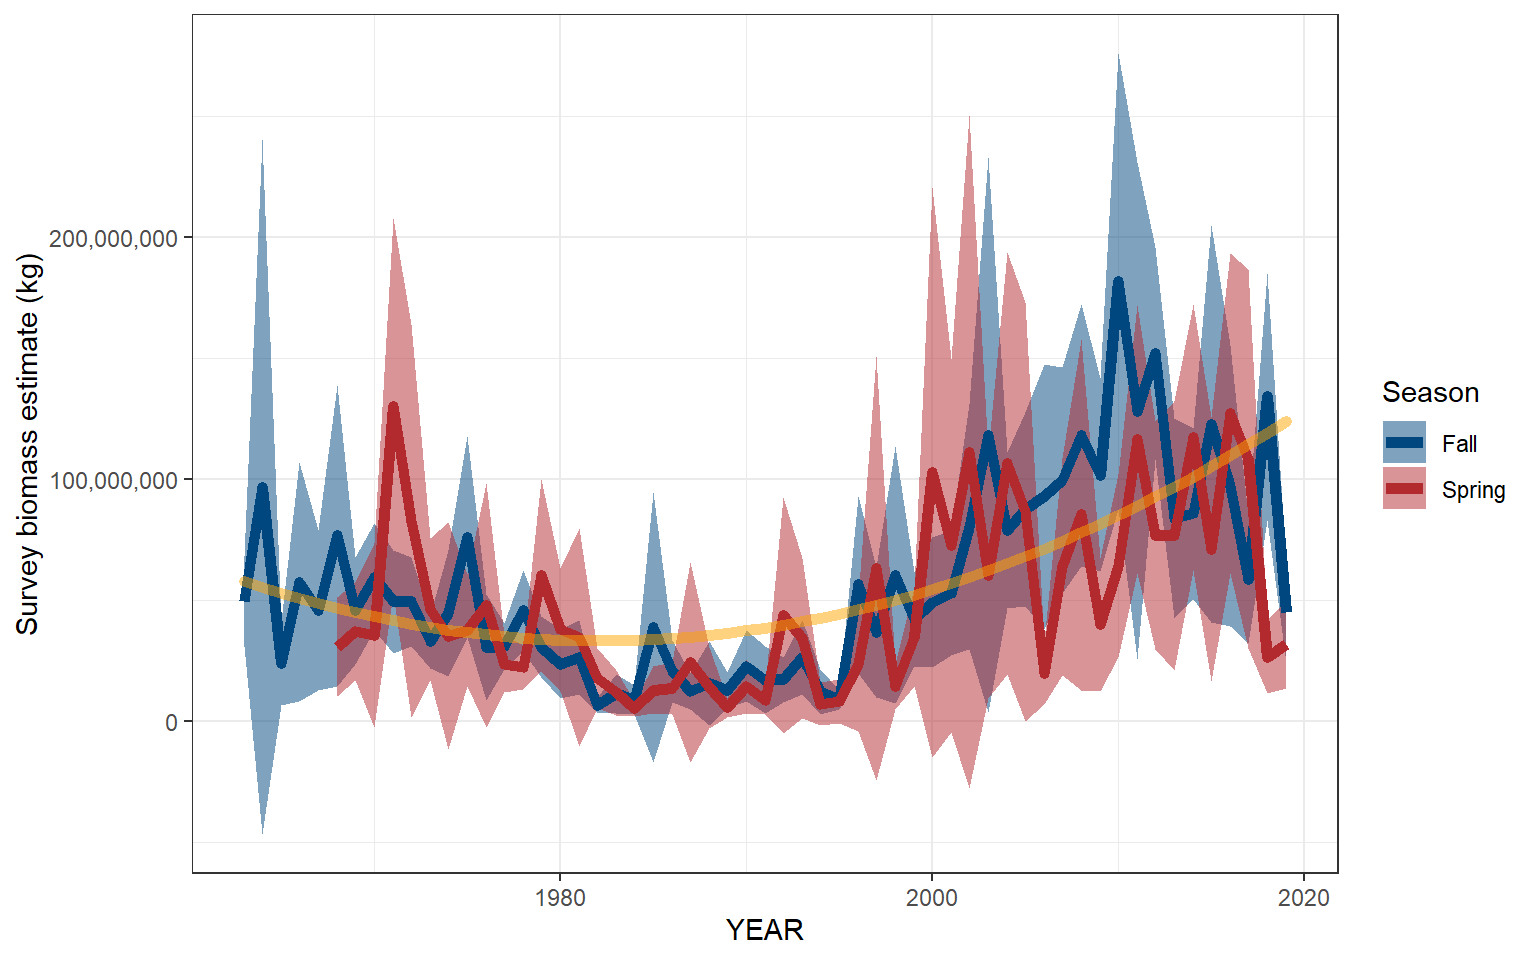 Survey biomass estimate (kg)
200,000,000
100,000,000
0
1980
2000
2020
YEAR
Season
Fall
Spring